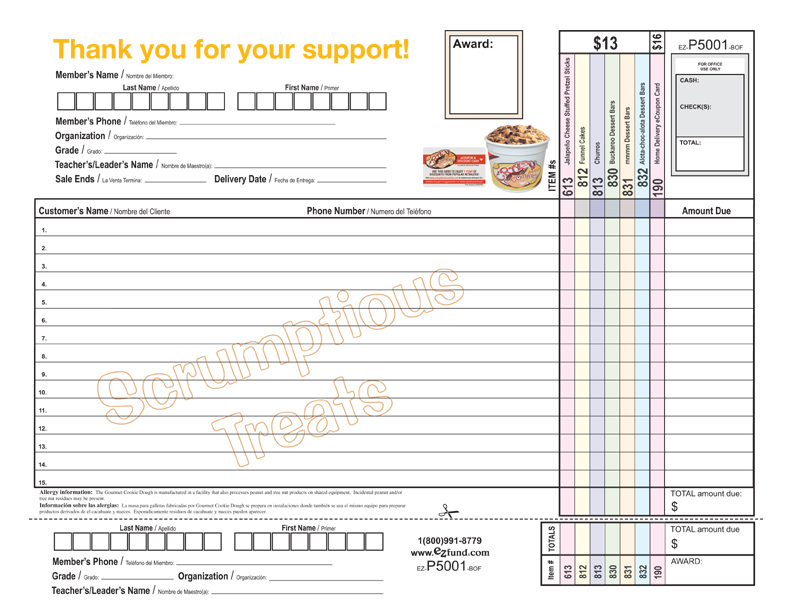 Thank you for your support!
Member's Name / Nombre del Miembro:
Last Name / Apellido
First Name / Primer
Member's Phone / Teléfono del Miembro:
Organization / Organización:
Grade / Grado:
Teacher's/Leader's Name / Nombre de Maestro(a):
Sale Ends / La Venta Termina:
Delivery Date / Fecha de Entrega:
Award:
ITEM #s
$13
$16
613 Jalapeño Cheese Stuffed Pretzel Sticks
812 Funnel Cakes
813 Churros
830 Buckaroo Dessert Bars
831 mmmm Dessert Bars
832 Alota-choc-alota Dessert Bars
190 Home Delivery eCoupon Card
EZ-P5001-BOF
FOR OFFICE
USE ONLY
CASH:
CHECK(S):
TOTAL:
Customer's Name / Nombre del Cliente
Phone Number / Numero del Teléfono
Amount Due
1.
2.
3.
4.
5.
6.
7.
8.
9.
10.
11.
12.
13.
14.
15.
Scrumptious
Treats
Allergy information: The Gourmet Cookie Dough is manufactured in a facility that also processes peanut and tree nut products on shared equipment. Incidental peanut and/or
tree nut residues may be present.
Información sobre las alergias: La masa para galletas fabricadas por Gourmet Cookie Dough se prepara en instalaciones donde también se usa el mismo equipo para preparar
productos derivados de el cacahuate y nueces. Eventualmente residuos de cacahuate y nueces pueden aparecer.
TOTAL amount due:
$
Last Name / Apellido
First Name / Primer
Member's Phone / Teléfono del Miembro:
Grade / Grado:
Organization / Organización:
Teacher's/Leader's Name / Nombre de Maestro(a):
1(800)991-8779
www.ezfund.com
EZ-P5001-BOF
TOTALS
Item #
613
812
813
830
831
832
190
TOTAL amount due
$
AWARD: